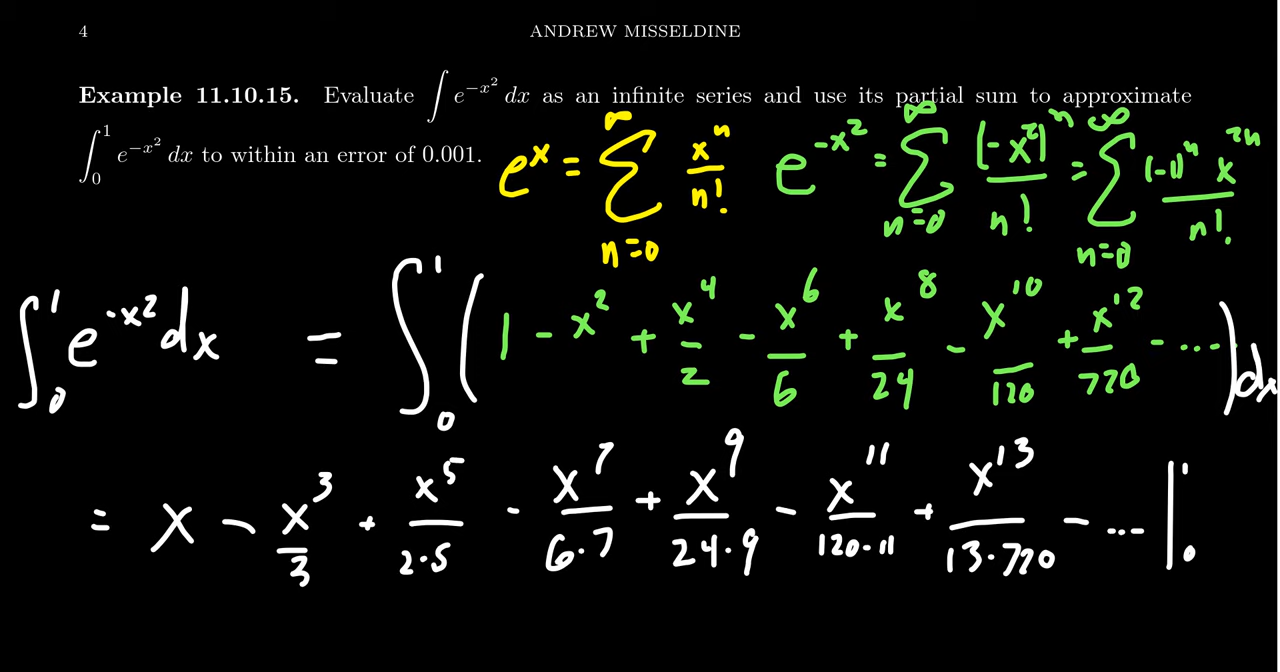 4 ANDREW MISSELDINE
Example 11.10.15. Evaluate ∫ e^{-x^2} dx as an infinite series and use its partial sum to approximate
∫_0^1 e^{-x^2} dx to within an error of 0.001.
e^x = ∑_{n=0}^∞ x^n/n! e^{-x^2} = ∑_{n=0}^∞ (-x^2)^n/n! = ∑_{n=0}^∞ (-1)^n x^{2n}/n!
∫_0^1 e^{-x^2} dx = ∫_0^1 (1 - x^2 + x^4/2 - x^6/6 + x^8/24 - x^10/120 + x^12/720 - ....) dx
= x - x^3/3 + x^5/2·5 - x^7/6·7 + x^9/24·9 - x^11/120·11 + x^13/13·720 - .... |_0^1